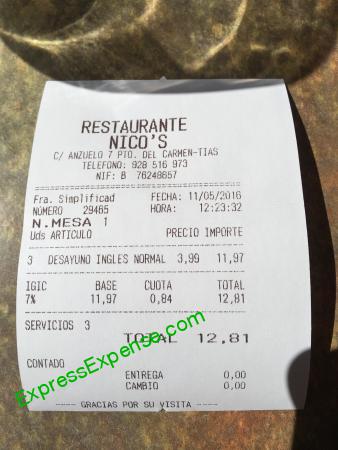 RESTAURANTE
NICO'S
C/ ANZUELO 7 PTO. DEL CARMEN-TIAS
TELEFONO: 928 516 973
NIF: B 76248657
Fra. Simplificad FECHA: 11/05/2016
NÚMERO 29465 HORA: 12:23:32
N.MESA 1
Uds ARTICULO PRECIO IMPORTE
3 DESAYUNO INGLES NORMAL 3,99 11,97
IGIC BASE CUOTA TOTAL
7% 11,97 0,84 12,81
SERVICIOS 3
TOTAL 12,81
ExpressExpense.com
CONTADO
ENTREGA 0,00
CAMBIO 0,00
----- GRACIAS POR SU VISITA -----